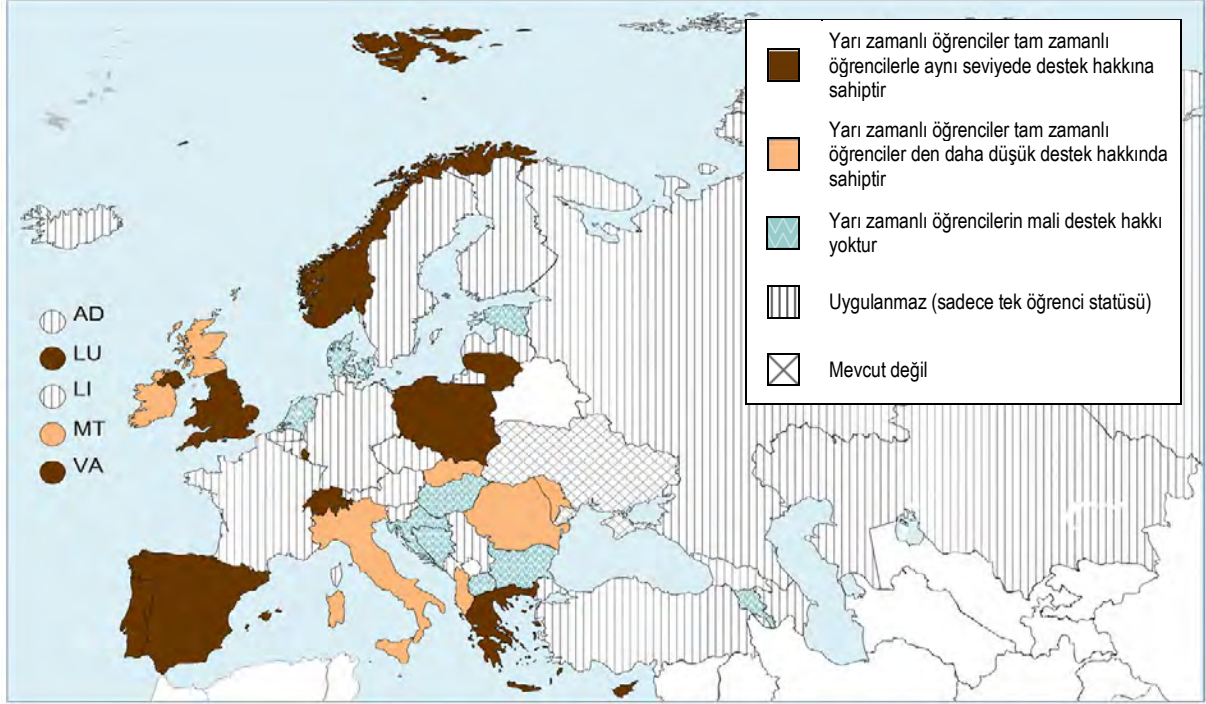 Yarı zamanlı öğrenciler tam zamanlı
öğrencilerle aynı seviyede destek hakkına
sahiptir
Yarı zamanlı öğrenciler tam zamanlı
öğrenciler den daha düşük destek hakkında
sahiptir
Yarı zamanlı öğrencilerin mali destek hakkı
yoktur
Uygulanmaz (sadece tek öğrenci statüsü)
Mevcut değil
AD
LU
LI
MT
VA